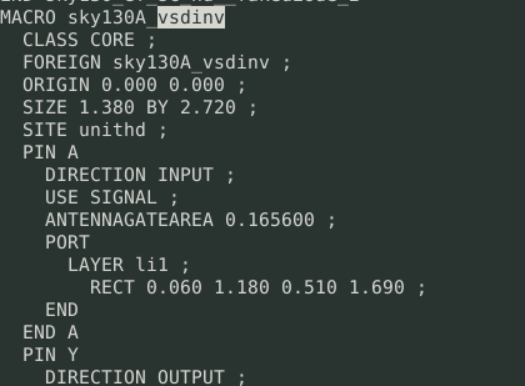 MACRO sky130A_vsdinv
CLASS CORE ;
FOREIGN sky130A_vsdinv ;
ORIGIN 0.000 0.000 ;
SIZE 1.380 BY 2.720 ;
SITE unithd ;
PIN A
DIRECTION INPUT ;
USE SIGNAL ;
ANTENNAGATEAREA 0.165600 ;
PORT
LAYER li1 ;
RECT 0.060 1.180 0.510 1.690 ;
END
END A
PIN Y
DIRECTION OUTPUT ;